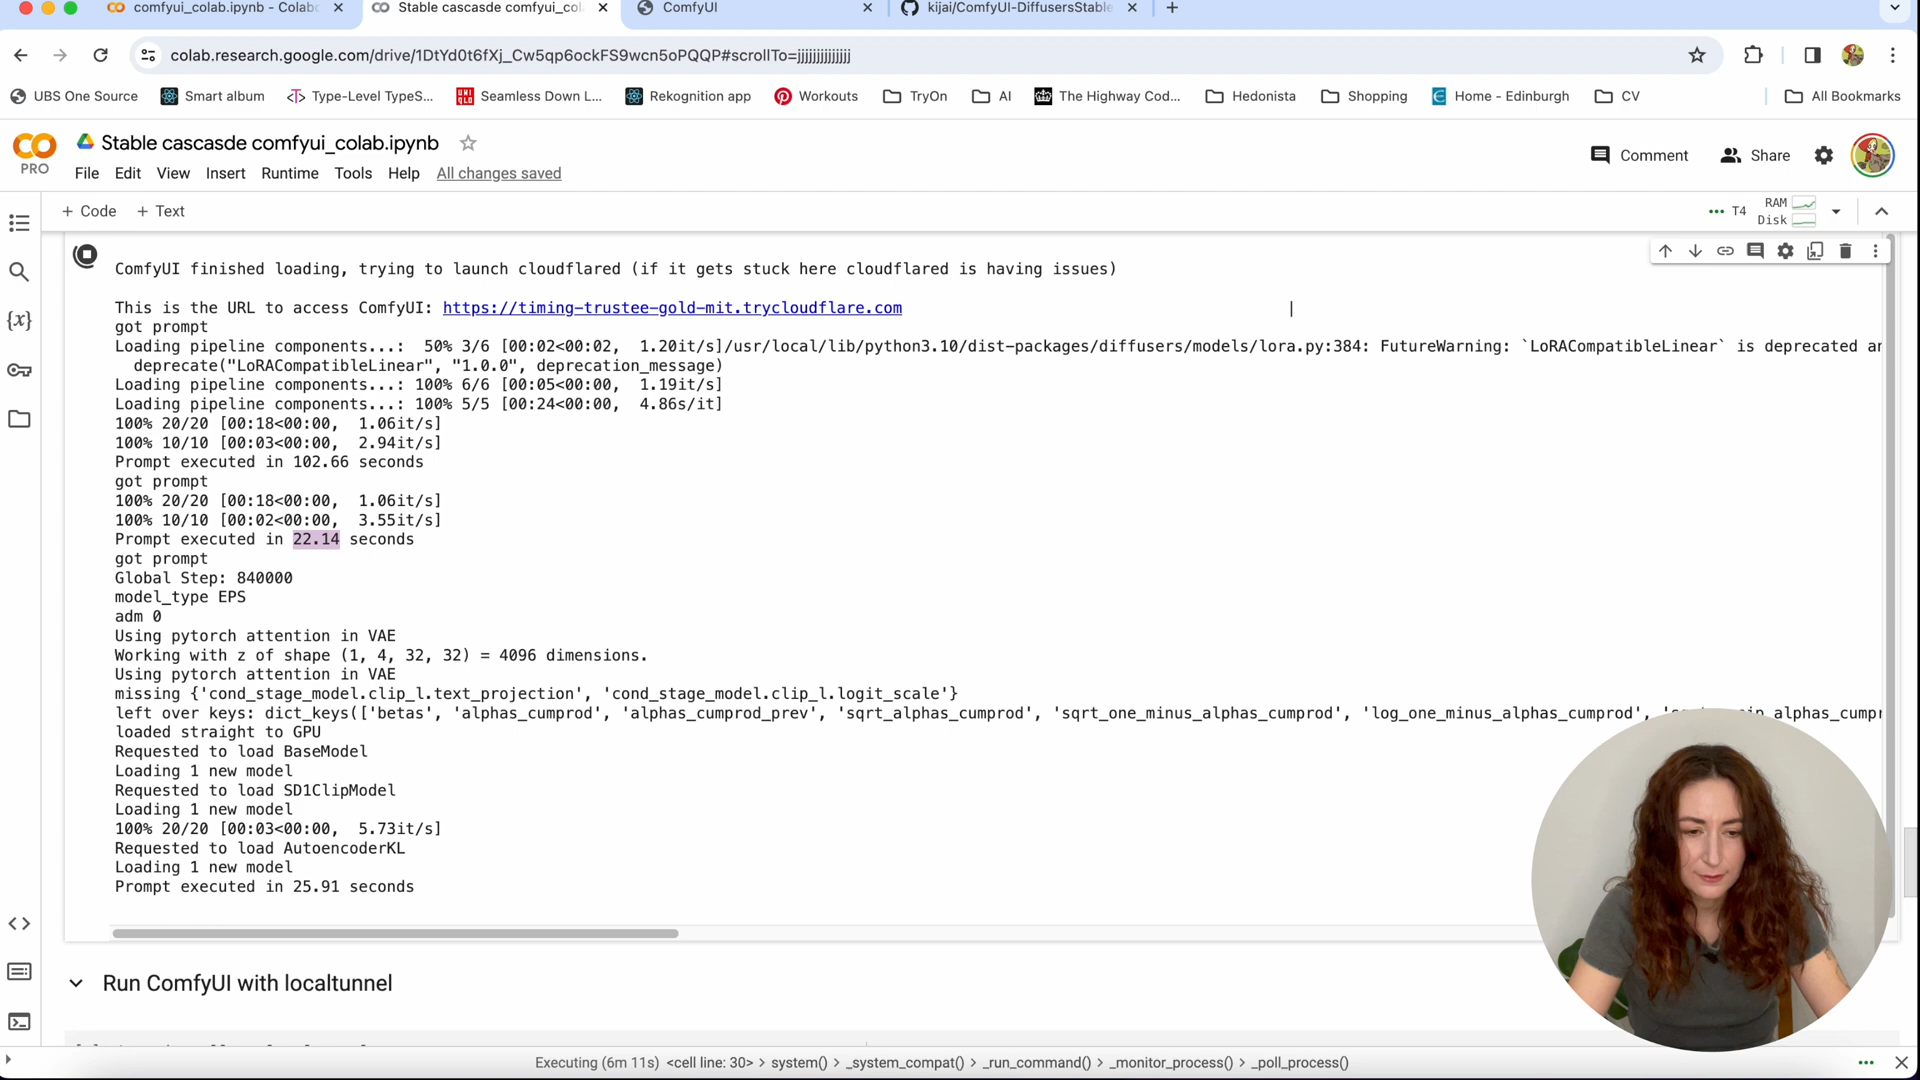 comfyui_colab.ipynb - Colab
Stable cascasde comfyui_cola
ComfyUI
kijai/ComfyUI-DiffusersStable
colab.research.google.com/drive/1DtYd0t6fXj_Cw5qp6ockFS9wcn5oPQQP#scrollTo=jjjjjjjjjjjjjj
UBS One Source
Smart album
Type-Level TypeS...
Seamless Down L...
Rekognition app
Workouts
TryOn
AI
The Highway Cod...
Hedonista
Shopping
Home - Edinburgh
CV
All Bookmarks
PRO
Stable cascasde comfyui_colab.ipynb
File Edit View Insert Runtime Tools Help All changes saved
Comment
Share
+ Code + Text
T4
RAM
Disk
ComfyUI finished loading, trying to launch cloudflared (if it gets stuck here cloudflared is having issues)
This is the URL to access ComfyUI: https://timing-trustee-gold-mit.trycloudflare.com
got prompt
Loading pipeline components...:  50% 3/6 [00:02<00:02,  1.20it/s]/usr/local/lib/python3.10/dist-packages/diffusers/models/lora.py:384: FutureWarning: `LoRACompatibleLinear` is deprecated an
deprecate("LoRACompatibleLinear", "1.0.0", deprecation_message)
Loading pipeline components...: 100% 6/6 [00:05<00:00,  1.19it/s]
Loading pipeline components...: 100% 5/5 [00:24<00:00,  4.86s/it]
100% 20/20 [00:18<00:00,  1.06it/s]
100% 10/10 [00:03<00:00,  2.94it/s]
Prompt executed in 102.66 seconds
got prompt
100% 20/20 [00:18<00:00,  1.06it/s]
100% 10/10 [00:02<00:00,  3.55it/s]
Prompt executed in 22.14 seconds
got prompt
Global Step: 840000
model_type EPS
adm 0
Using pytorch attention in VAE
Working with z of shape (1, 4, 32, 32) = 4096 dimensions.
Using pytorch attention in VAE
missing {'cond_stage_model.clip_l.text_projection', 'cond_stage_model.clip_l.logit_scale'}
left over keys: dict_keys(['betas', 'alphas_cumprod', 'alphas_cumprod_prev', 'sqrt_alphas_cumprod', 'sqrt_one_minus_alphas_cumprod', 'log_one_minus_alphas_cumprod', alphas_cumpr
loaded straight to GPU
Requested to load BaseModel
Loading 1 new model
Requested to load SD1ClipModel
Loading 1 new model
100% 20/20 [00:03<00:00,  5.73it/s]
Requested to load AutoencoderKL
Loading 1 new model
Prompt executed in 25.91 seconds
Run ComfyUI with localtunnel
Executing (6m 11s) <cell line: 30> > system() > _system_compat() > _run_command() > _monitor_process() > _poll_process()